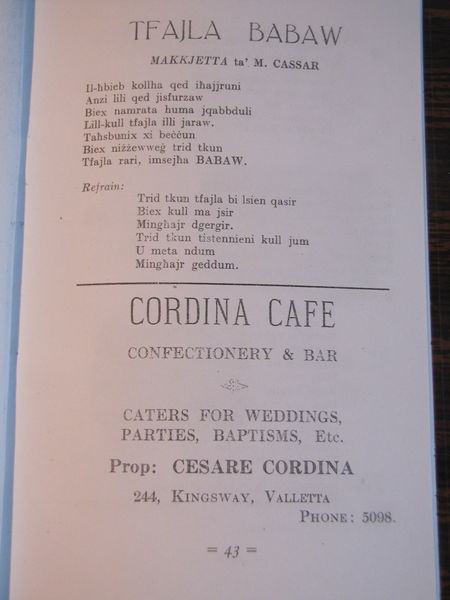 TFAJLA BABAW
MAKKJETTA ta' M. CASSAR
Il-hbieb kollha qed ihajjruni
Anzi lili qed jisfurzaw
Biex namrata huma jqabbduli
Lill-kull tfajla illi jaraw.
Tahsbunix xi beċċun
Biex niżżewweġ trid tkun
Tfajla rari, imsejha BABAW.
Refrain:
Trid tkun tfajla bi lsien qasir
Biex kull ma jsir
Minghajr dgergir.
Trid tkun tistennieni kull jum
U meta ndum
Minghajr geddum.
CORDINA CAFE
CONFECTIONERY & BAR
CATERS FOR WEDDINGS,
PARTIES, BAPTISMS, Etc.
Prop: CESARE CORDINA
244, KINGSWAY, VALLETTA
PHONE: 5098.
= 43 =